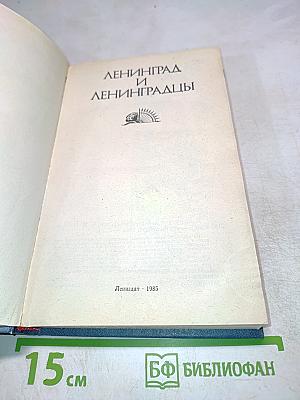 ЛЕНИНГРАД
И
ЛЕНИНГРАДЦЫ
Лениздат · 1985
15 см
БФ БИБЛИОФАН